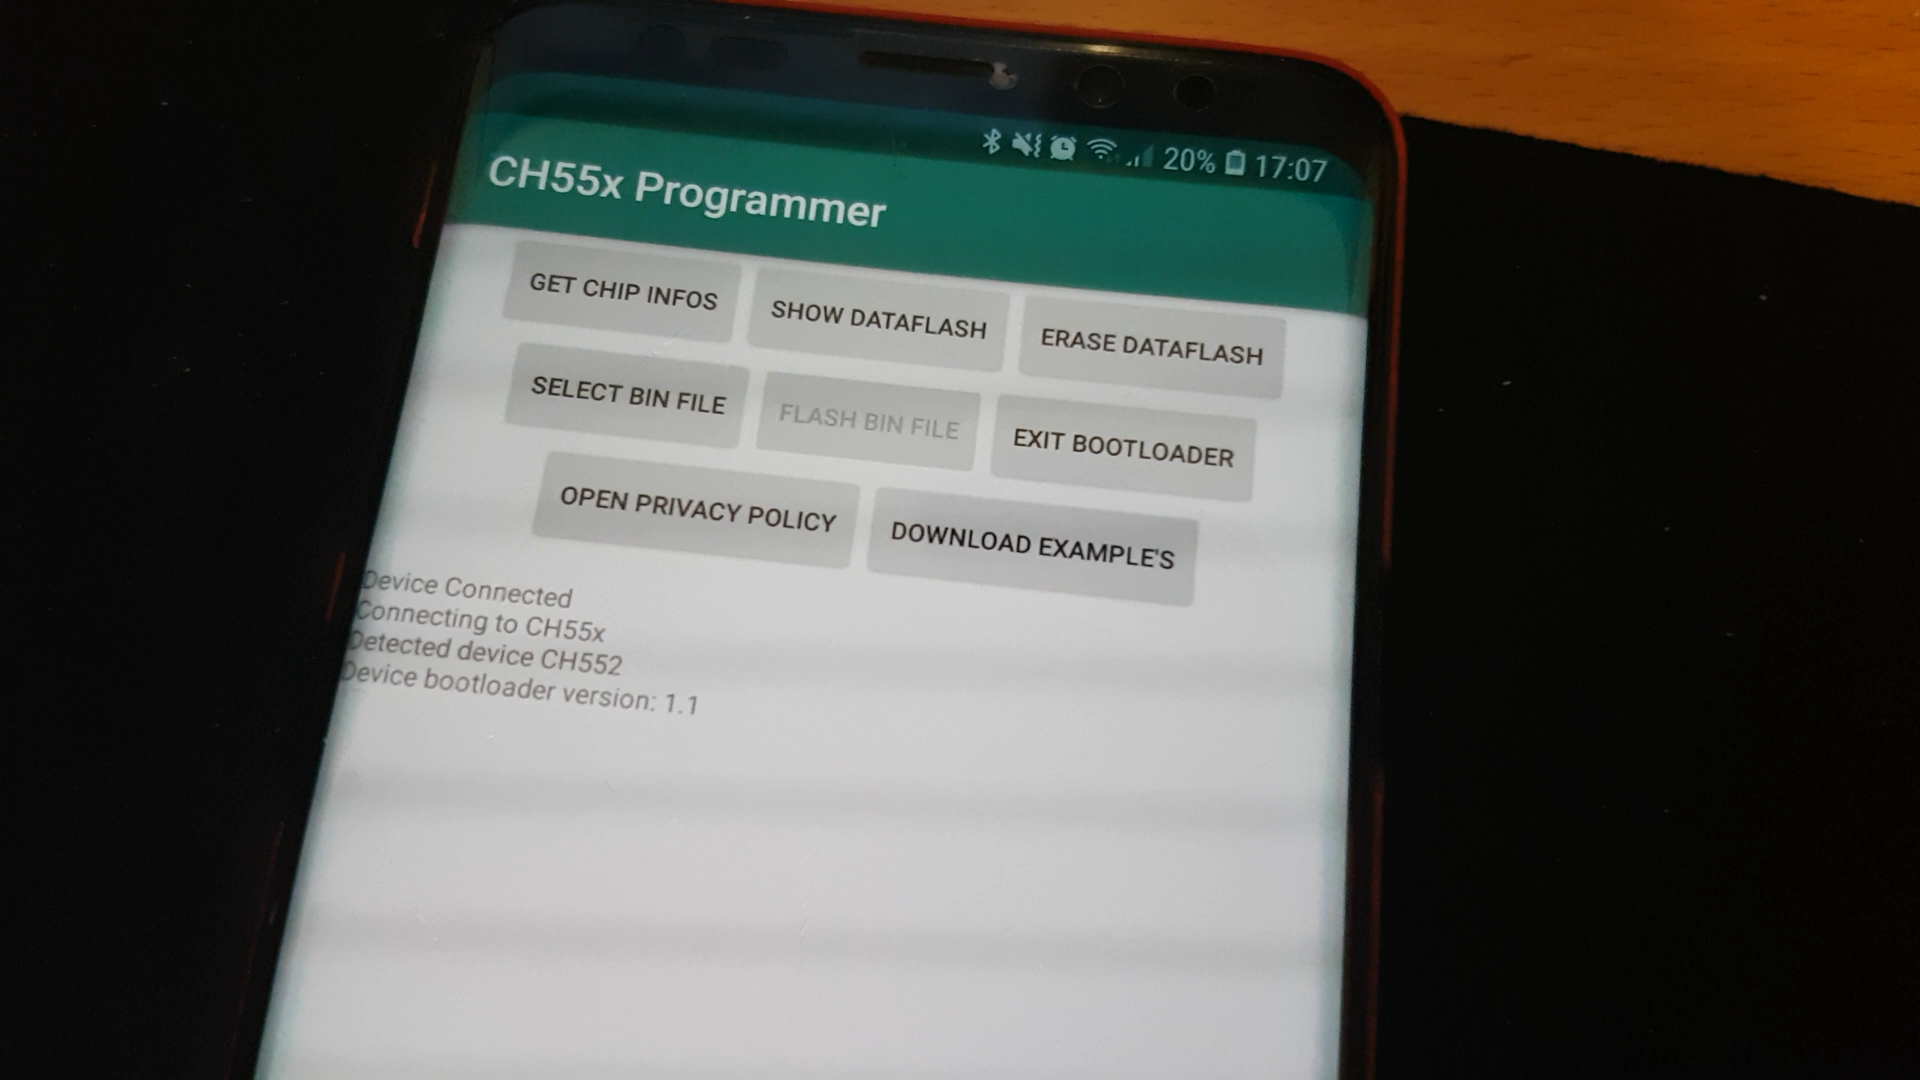 20% 17:07
CH55x Programmer
GET CHIP INFOS SHOW DATAFLASH ERASE DATAFLASH
SELECT BIN FILE FLASH BIN FILE EXIT BOOTLOADER
OPEN PRIVACY POLICY DOWNLOAD EXAMPLE'S
Device Connected
Connecting to CH55x
Detected device CH552
Device bootloader version: 1.1